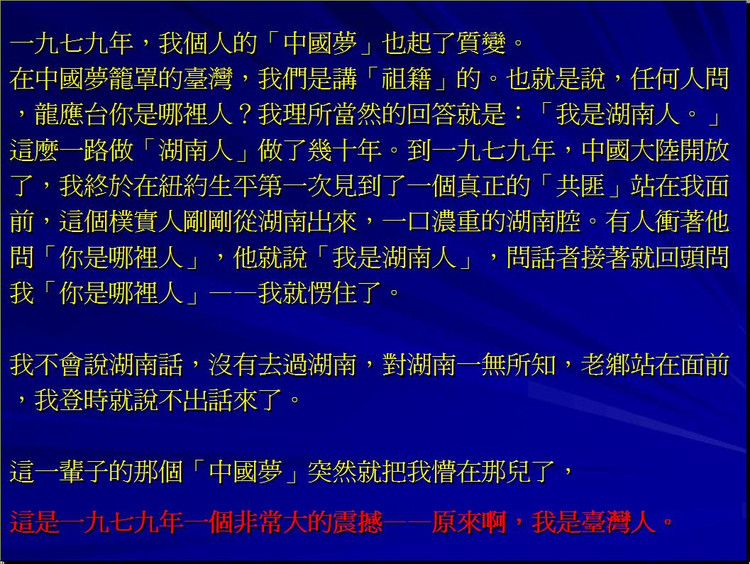 一九七九年，我個人的「中國夢」也起了質變。
在中國夢籠罩的臺灣，我們是講「祖籍」的。也就是說，任何人問
，龍應台你是哪裡人？我理所當然的回答就是：「我是湖南人。」
這麼一路做「湖南人」做了幾十年。到一九七九年，中國大陸開放
了，我終於在紐約生平第一次見到了一個真正的「共匪」站在我面
前，這個樸實人剛剛從湖南出來，一口濃重的湖南腔。有人衝著他
問「你是哪裡人」，他就說「我是湖南人」，問話者接著就回頭問
我「你是哪裡人」——我就愣住了。
我不會說湖南話，沒有去過湖南，對湖南一無所知，老鄉站在面前
，我登時就說不出話來了。
這一輩子的那個「中國夢」突然就把我懵在那兒了，
這是一九七九年一個非常大的震撼——原來啊，我是臺灣人。